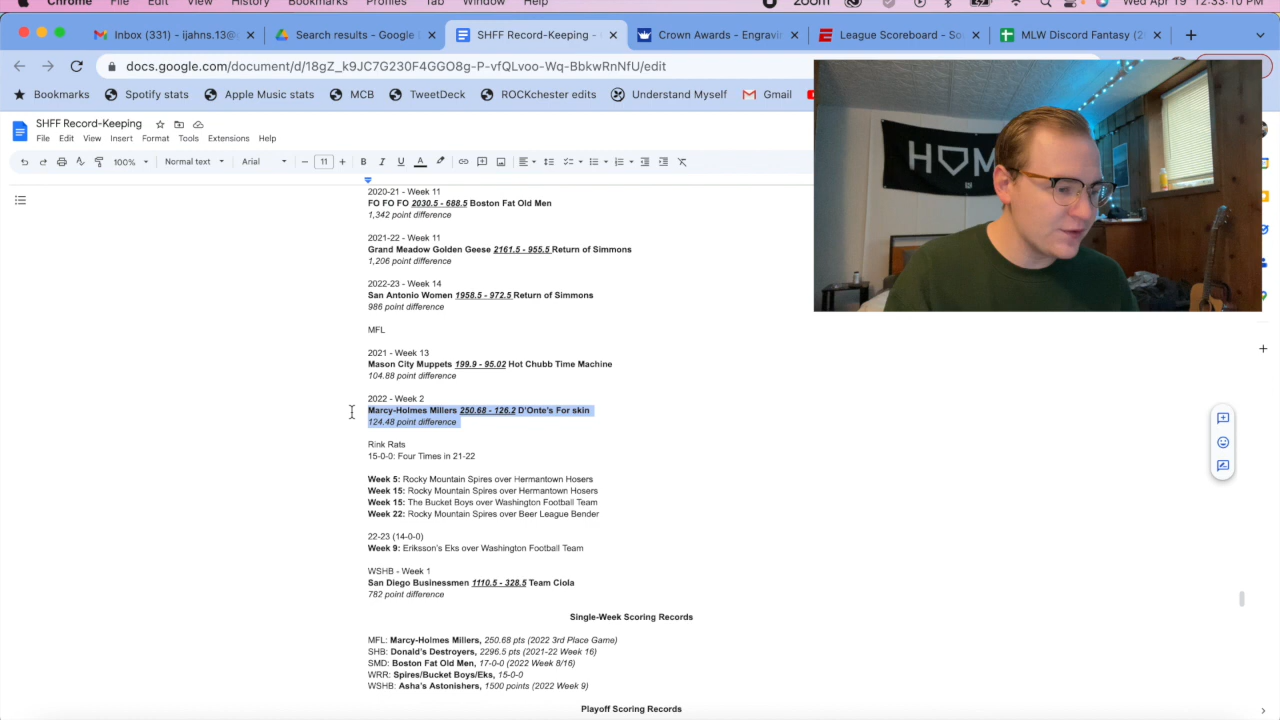 zoom
Wed Apr 19 12:33:10 PM
Inbox (331) - ijahns.13@
Search results - Google
SHFF Record-Keeping -
Crown Awards - Engravin
League Scoreboard - So
MLW Discord Fantasy (2
docs.google.com/document/d/18gZ_k9JC7G230F4GGO8g-P-vfQLvoo-Wq-BbkwRnNfU/edit
Bookmarks
Spotify stats
Apple Music stats
MCB
TweetDeck
ROCKchester edits
Understand Myself
Gmail
SHFF Record-Keeping
File Edit View Insert Format Tools Extensions Help
100% Normal text Arial 11 B I U A
HOM
2020-21 - Week 11
FO FO FO 2030.5 - 688.5 Boston Fat Old Men
1,342 point difference
2021-22 - Week 11
Grand Meadow Golden Geese 2161.5 - 955.5 Return of Simmons
1,206 point difference
2022-23 - Week 14
San Antonio Women 1958.5 - 972.5 Return of Simmons
986 point difference
MFL
2021 - Week 13
Mason City Muppets 199.9 - 95.02 Hot Chubb Time Machine
104.88 point difference
2022 - Week 2
Marcy-Holmes Millers 250.68 - 126.2 D'Onte's For skin
124.48 point difference
Rink Rats
15-0-0: Four Times in 21-22
Week 5: Rocky Mountain Spires over Hermantown Hosers
Week 15: Rocky Mountain Spires over Hermantown Hosers
Week 15: The Bucket Boys over Washington Football Team
Week 22: Rocky Mountain Spires over Beer League Bender
22-23 (14-0-0)
Week 9: Eriksson's Eks over Washington Football Team
WSHB - Week 1
San Diego Businessmen 1110.5 - 328.5 Team Ciola
782 point difference
Single-Week Scoring Records
MFL: Marcy-Holmes Millers, 250.68 pts (2022 3rd Place Game)
SHB: Donald's Destroyers, 2296.5 pts (2021-22 Week 16)
SMD: Boston Fat Old Men, 17-0-0 (2022 Week 8/16)
WRR: Spires/Bucket Boys/Eks, 15-0-0
WSHB: Asha's Astonishers, 1500 points (2022 Week 9)
Playoff Scoring Records